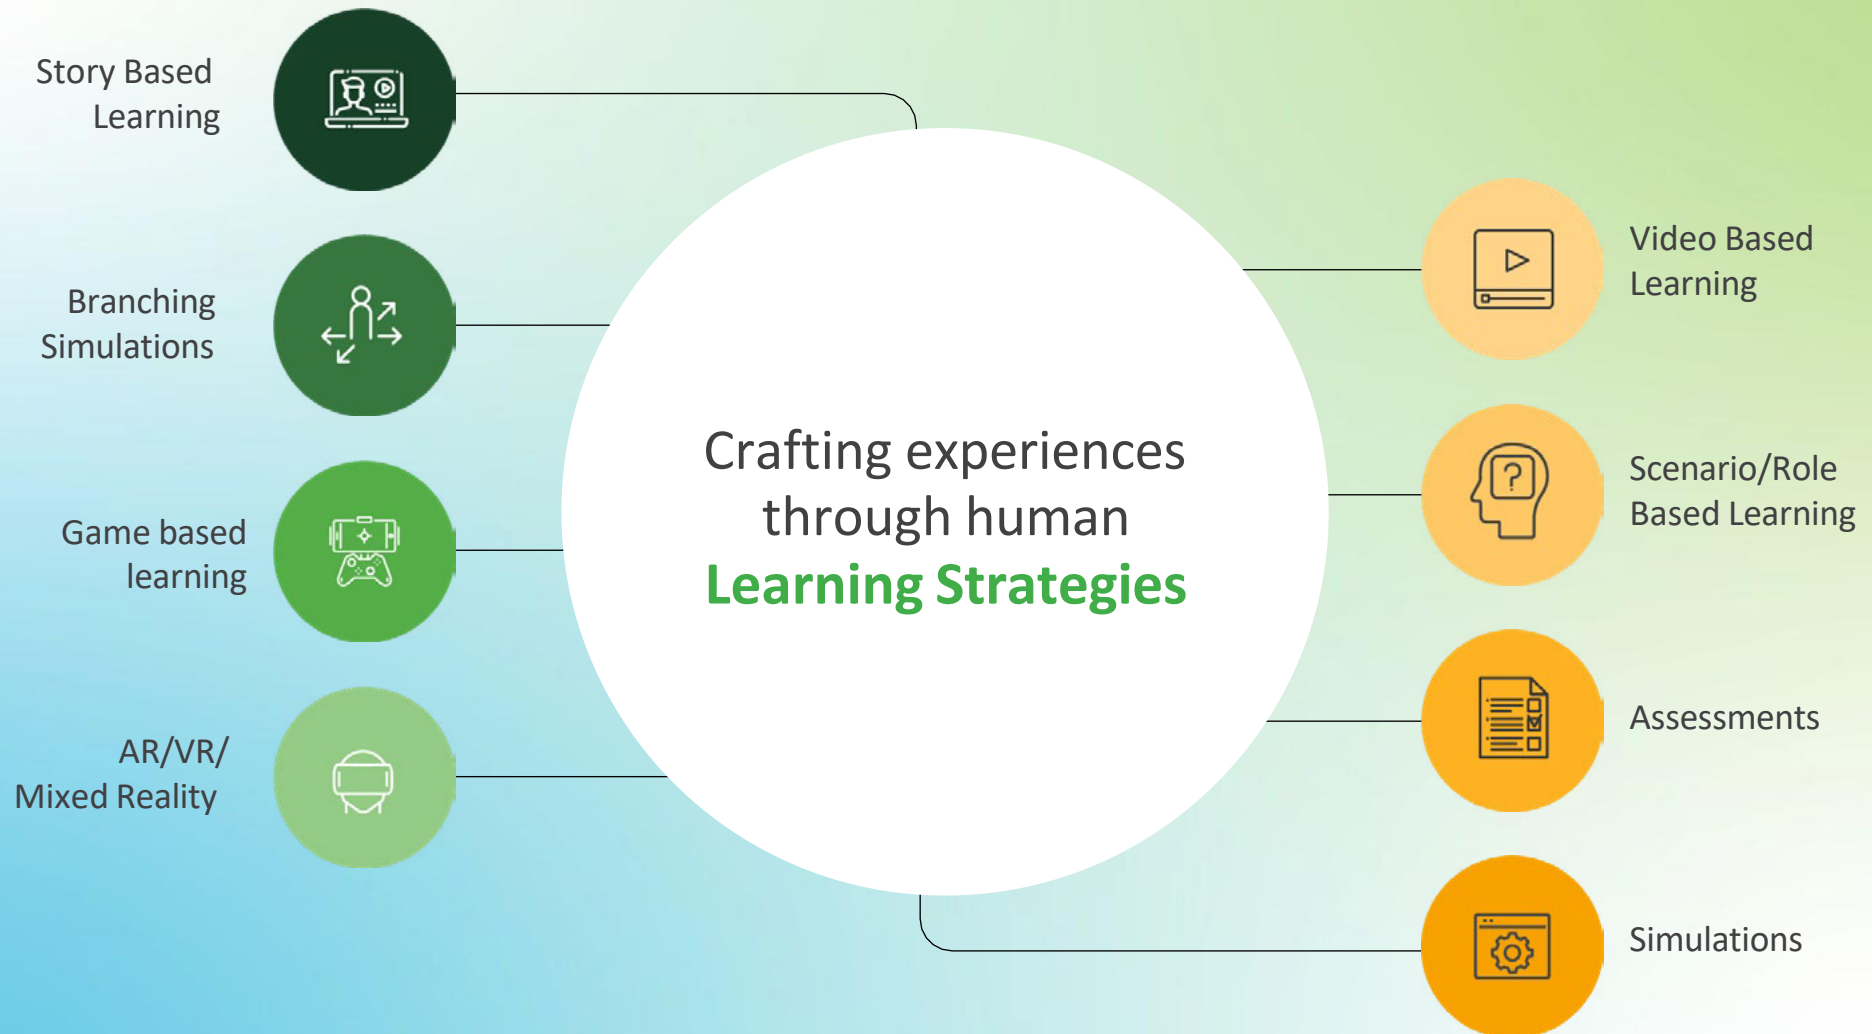 Story Based
Learning
Branching
Simulations
Game based
learning
AR/VR/
Mixed Reality
Crafting experiences
through human
Learning Strategies
Video Based
Learning
Scenario/Role
Based Learning
Assessments
Simulations